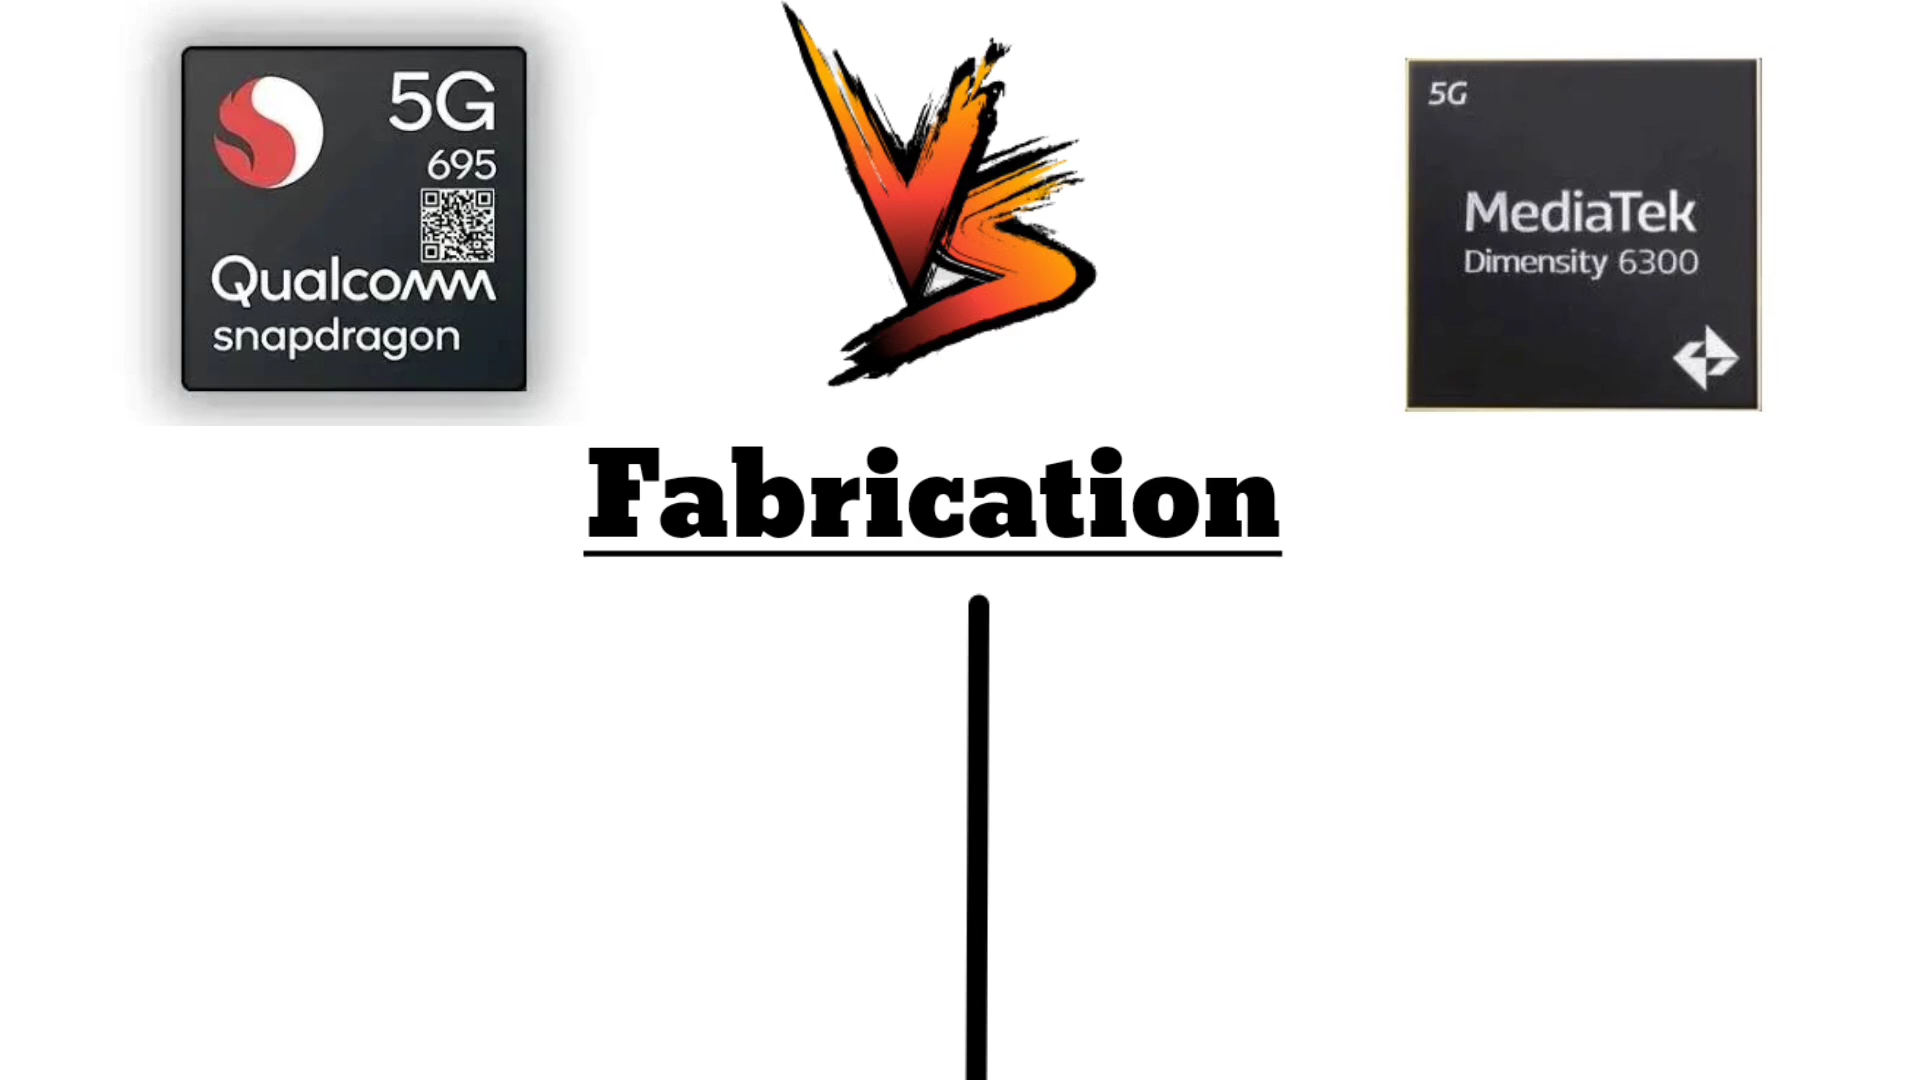 5G
695
Qualcomm
snapdragon
VS
5G
MediaTek
Dimensity 6300
Fabrication